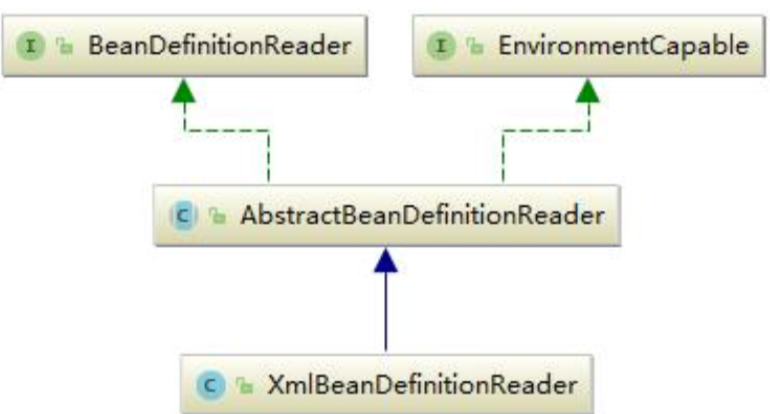 I BeanDefinitionReader
I EnvironmentCapable
C AbstractBeanDefinitionReader
C XmlBeanDefinitionReader